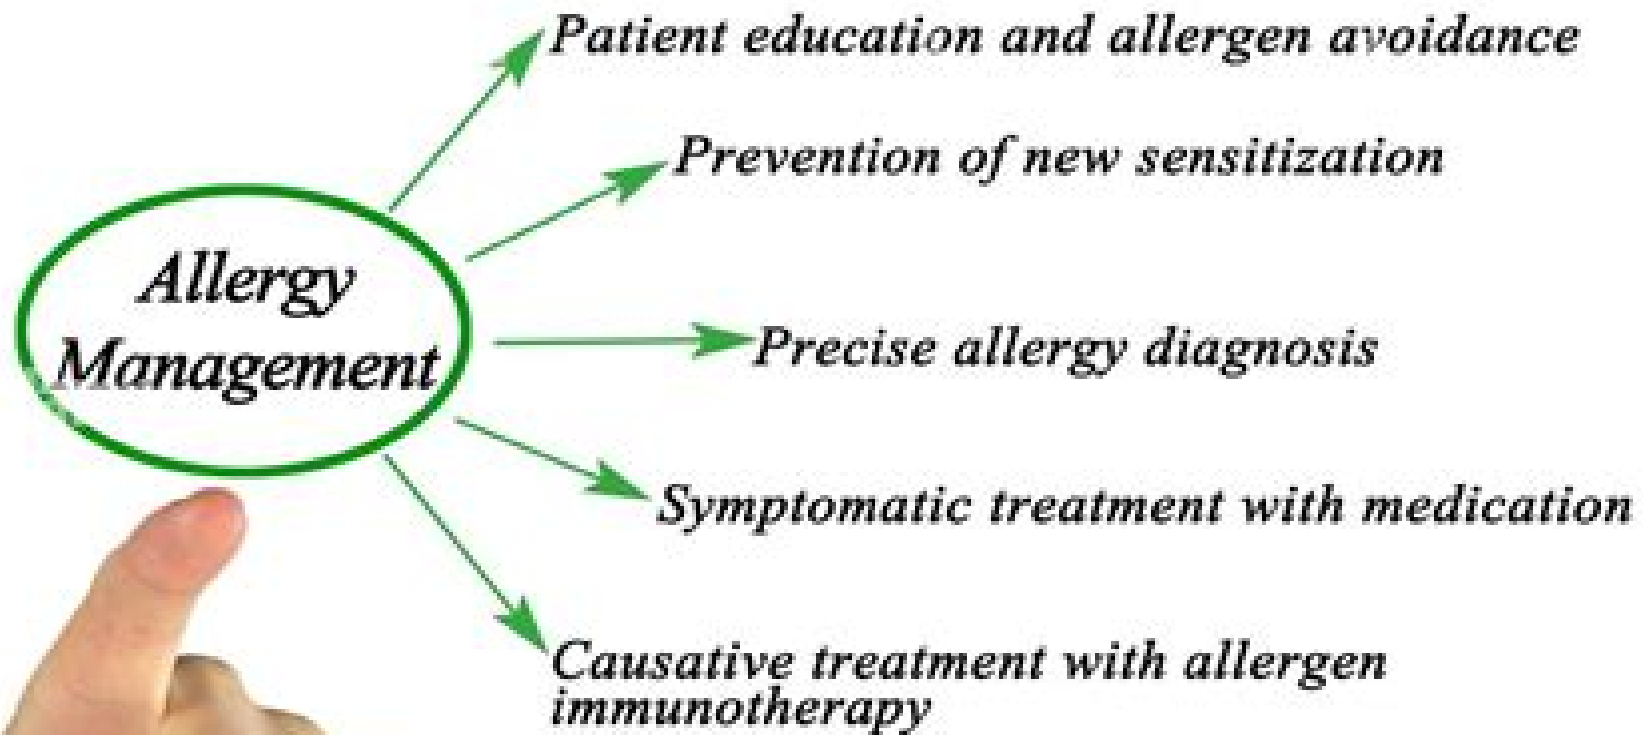 Patient education and allergen avoidance
Prevention of new sensitization
Allergy
Management
Precise allergy diagnosis
Symptomatic treatment with medication
Causative treatment with allergen
immunotherapy